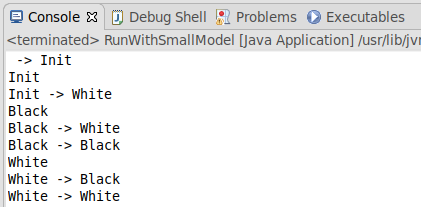 Console Debug Shell Problems Executables
<terminated> RunWithSmallModel [Java Application] /usr/lib/jv
-> Init
Init
Init -> White
Black
Black -> White
Black -> Black
White
White -> Black
White -> White